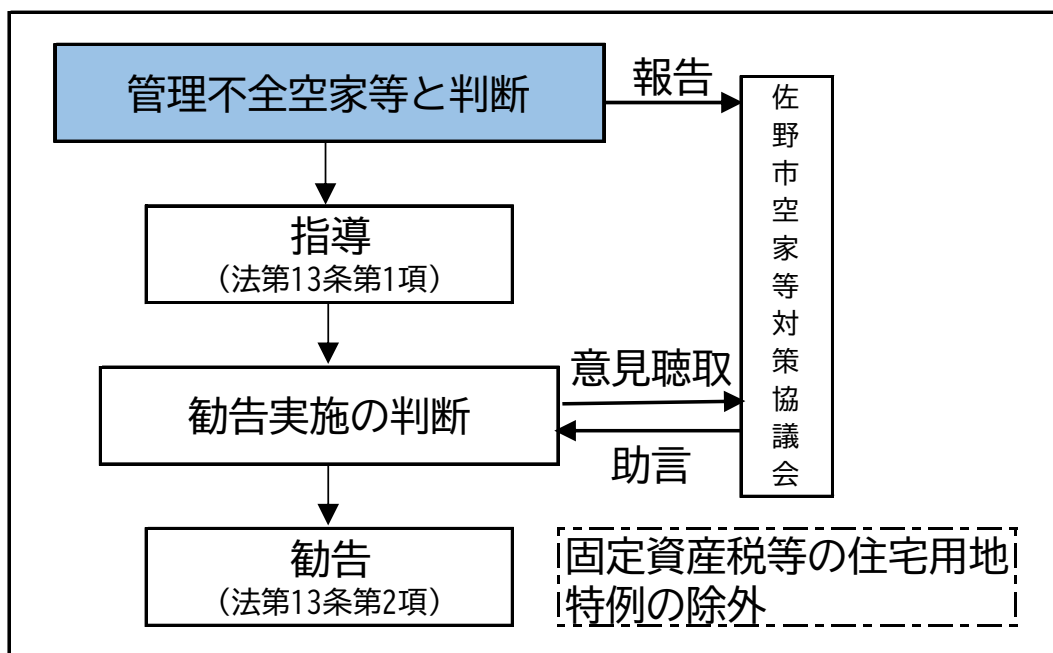 管理不全空家等と判断
報告
佐野市空家等対策協議会
指導
(法第13条第1項)
意見聴取
勧告実施の判断
助言
勧告
(法第13条第2項)
固定資産税等の住宅用地
特例の除外